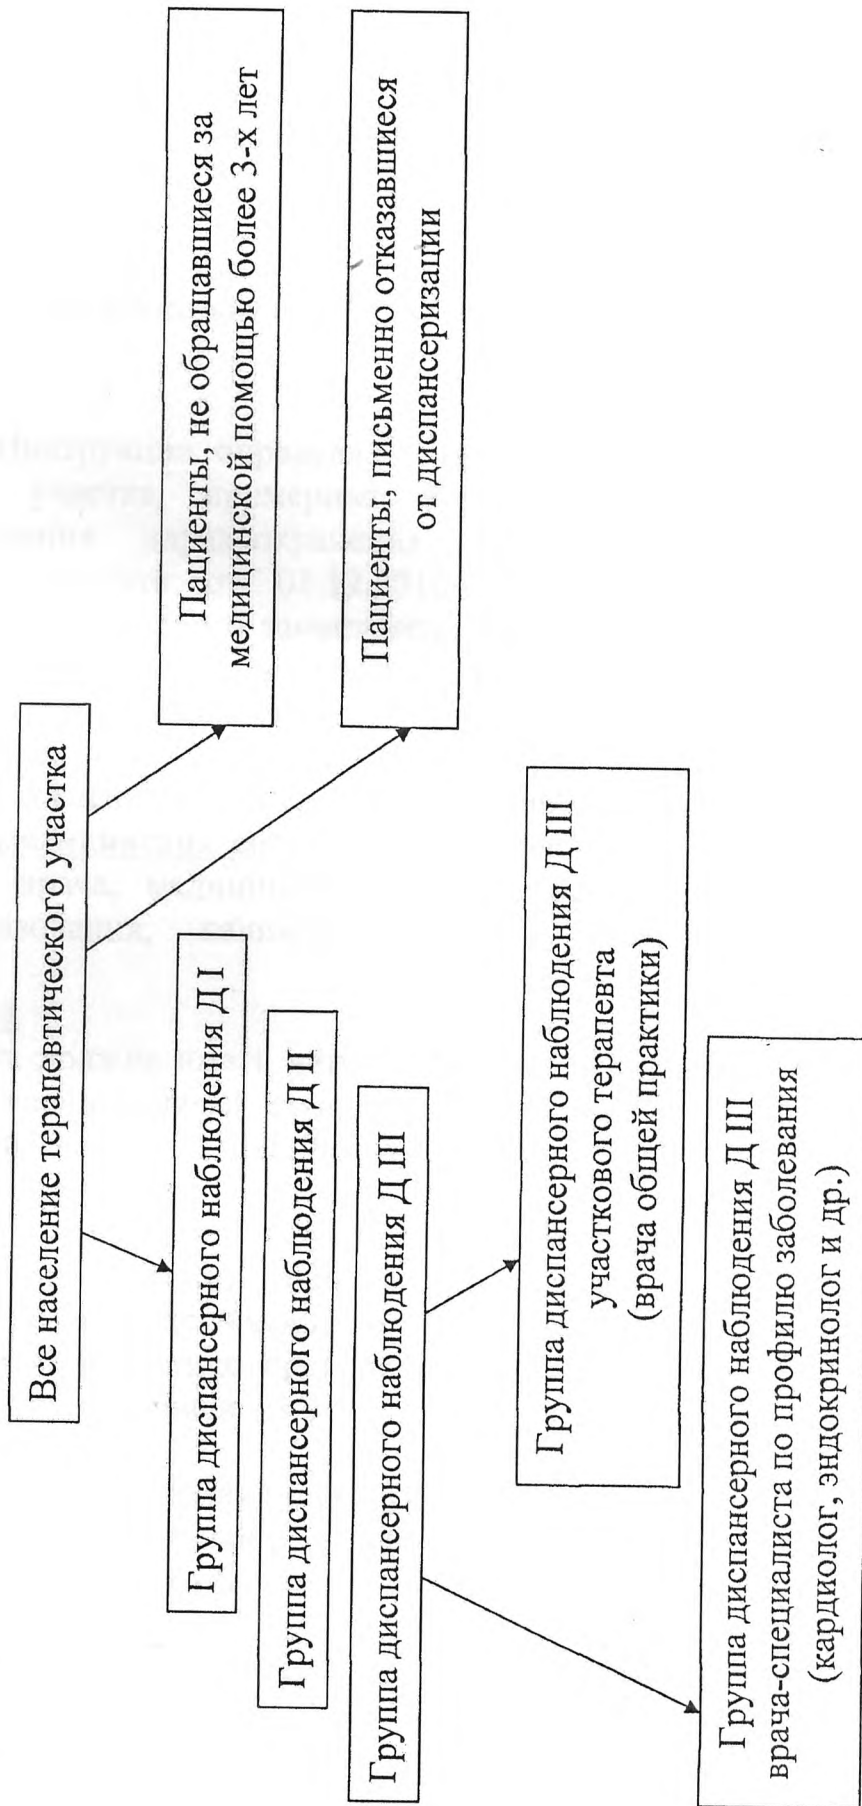 Все население терапевтического участка
Группа диспансерного наблюдения Д I
Группа диспансерного наблюдения Д II
Группа диспансерного наблюдения Д III
Пациенты, не обращавшиеся за
медицинской помощью более 3-х лет
Пациенты, письменно отказавшиеся
от диспансеризации
Группа диспансерного наблюдения Д III
участкового терапевта
(врача общей практики)
Группа диспансерного наблюдения Д III
врача-специалиста по профилю заболевания
(кардиолог, эндокринолог и др.)